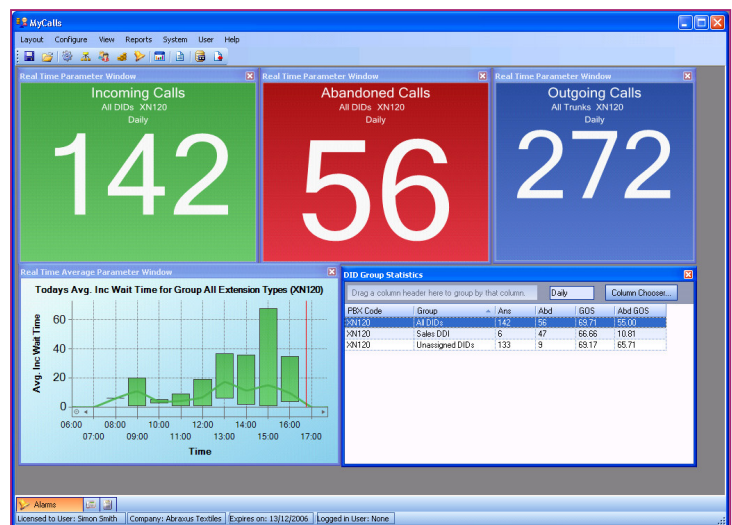 MyCalls
Layout Configure View Reports System User Help
Real Time Parameter Window
Incoming Calls
All DIDs XN120
Daily
142
Real Time Parameter Window
Abandoned Calls
All DIDs XN120
Daily
56
Real Time Parameter Window
Outgoing Calls
All Trunks XN120
Daily
272
Real Time Average Parameter Window
Todays Avg. Inc Wait Time for Group All Extension Types (XN120)
Avg. Inc Wait Time
60
40
20
0
06:00 08:00 10:00 12:00 14:00 16:00
07:00 09:00 11:00 13:00 15:00 17:00
Time
DID Group Statistics
Drag a column header here to group by that column. Daily Column Chooser...
PBX Code Group Ans Abd GOS Abd GOS
XN120 All DIDs 142 56 69.71 55.00
XN120 Sales DDI 6 47 66.66 10.81
XN120 Unassigned DIDs 133 9 69.17 65.71
Alarms
Licensed to User: Simon Smith Company: Abraxus Textiles Expires on: 13/12/2006 Logged in User: None